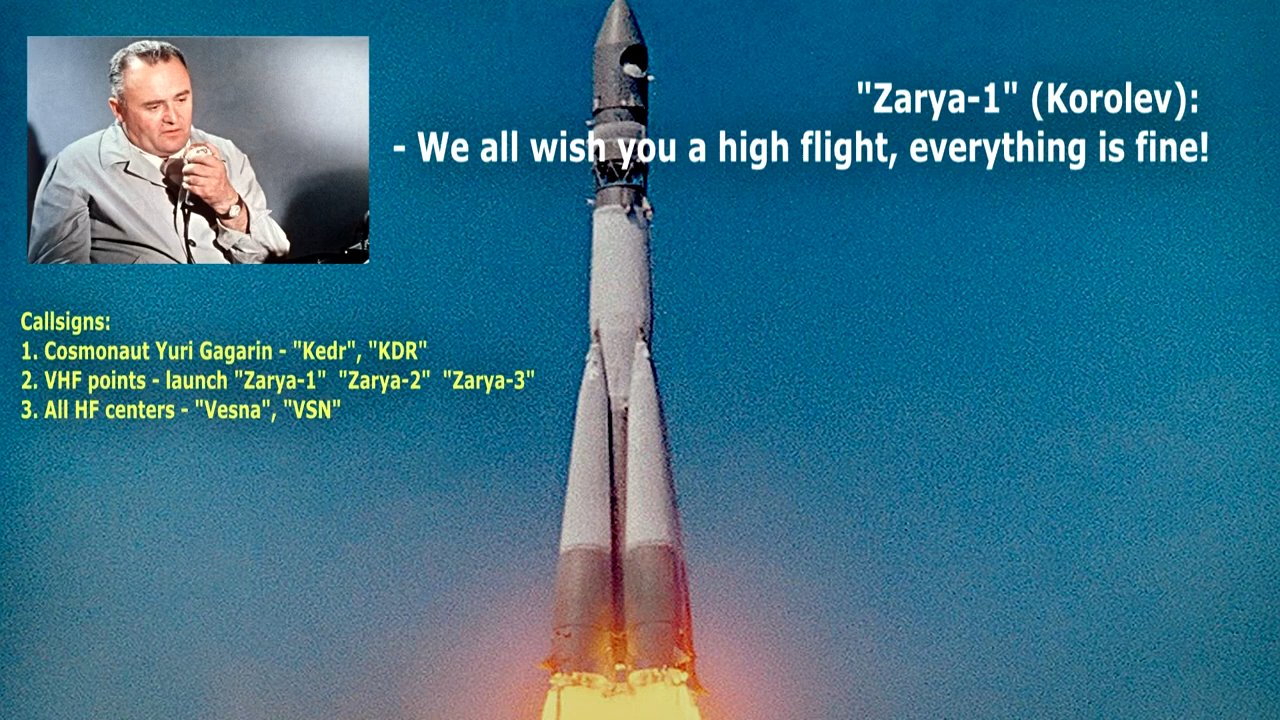 "Zarya-1" (Korolev):
- We all wish you a high flight, everything is fine!
Callsigns:
1. Cosmonaut Yuri Gagarin - "Kedr", "KDR"
2. VHF points - launch "Zarya-1"  "Zarya-2"  "Zarya-3"
3. All HF centers - "Vesna", "VSN"